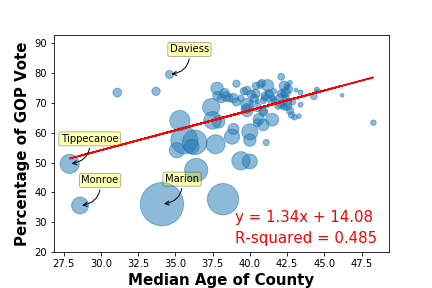 Percentage of GOP Vote
90
80
70
60
50
40
30
20
Daviess
Tippecanoe
Monroe
Marion
y = 1.34x + 14.08
R-squared = 0.485
27.5 30.0 32.5 35.0 37.5 40.0 42.5 45.0 47.5
Median Age of County